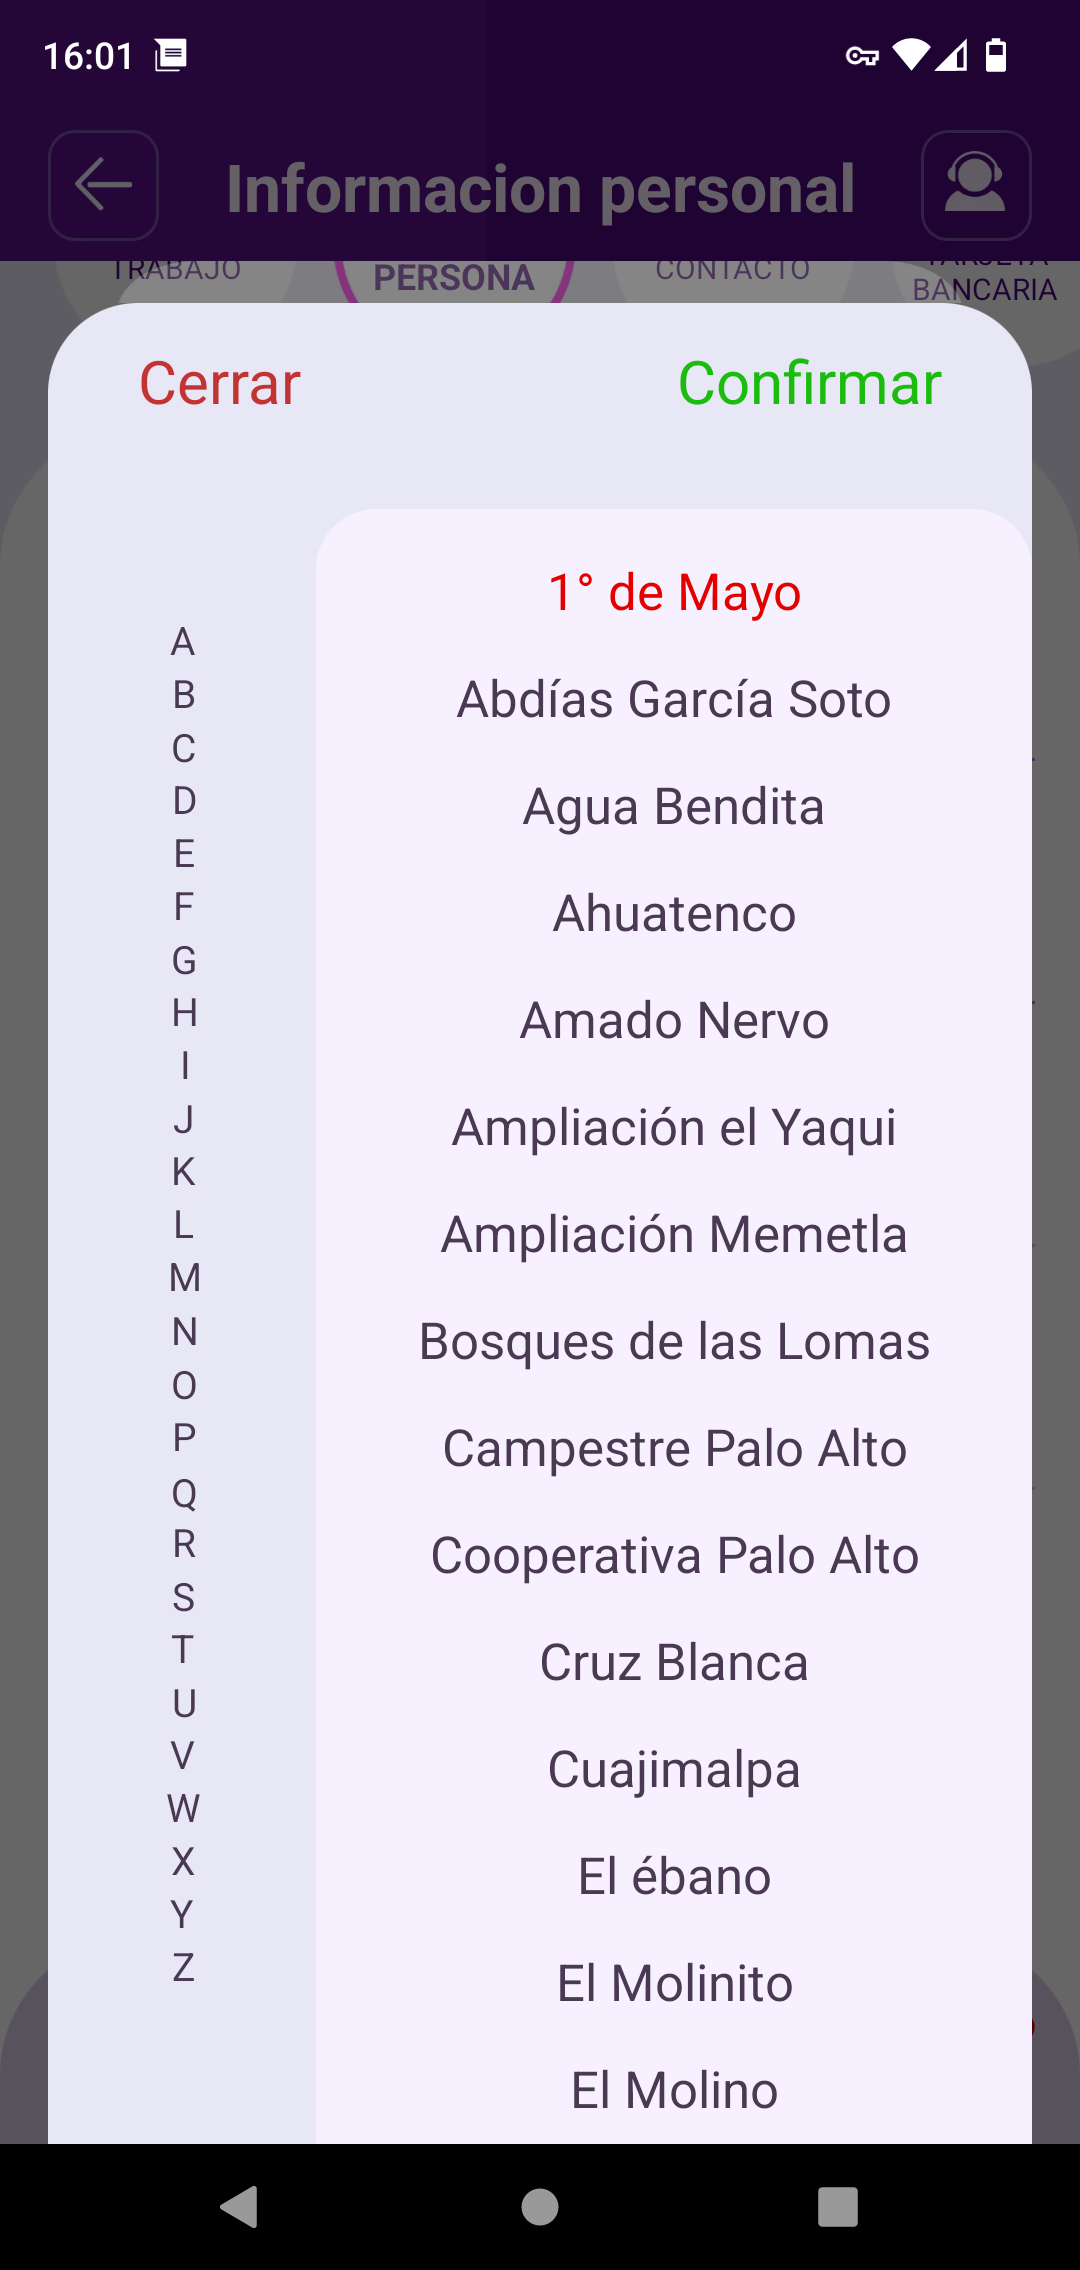 16:01
Informacion personal
TRABAJO
PERSONA
CONTACTO
TARJETA
BANCARIA
Cerrar
Confirmar
1° de Mayo
Abdías García Soto
Agua Bendita
Ahuatenco
Amado Nervo
Ampliación el Yaqui
Ampliación Memetla
Bosques de las Lomas
Campestre Palo Alto
Cooperativa Palo Alto
Cruz Blanca
Cuajimalpa
El ébano
El Molinito
El Molino
A
B
C
D
E
F
G
H
I
J
K
L
M
N
O
P
Q
R
S
T
U
V
W
X
Y
Z